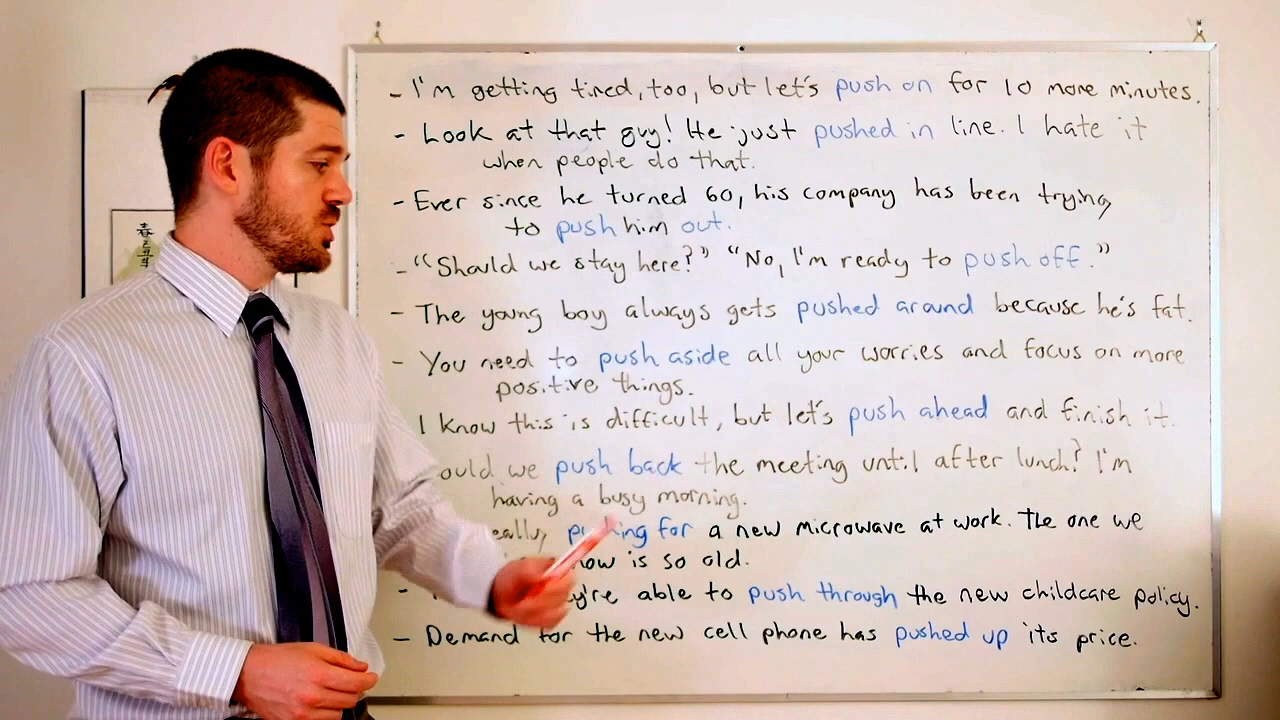 - I'm getting tired, too, but let's push on for 10 more minutes.
- Look at that guy! He just pushed in line. I hate it
when people do that.
- Ever since he turned 60, his company has been trying
to push him out.
- "Should we stay here?" "No, I'm ready to push off."
- The young boy always gets pushed around because he's fat.
- You need to push aside all your worries and focus on more
positive things.
I know this is difficult, but let's push ahead and finish it.
ould we push back the meeting until after lunch? I'm
having a busy morning.
eally pushing for a new microwave at work. The one we
now is so old.
- y're able to push through the new childcare policy.
- Demand for the new cell phone has pushed up its price.